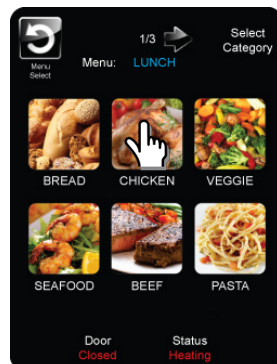 1/3
Select
Category
Menu
Select
Menu: LUNCH
BREAD CHICKEN VEGGIE
SEAFOOD BEEF PASTA
Door Status
Closed Heating